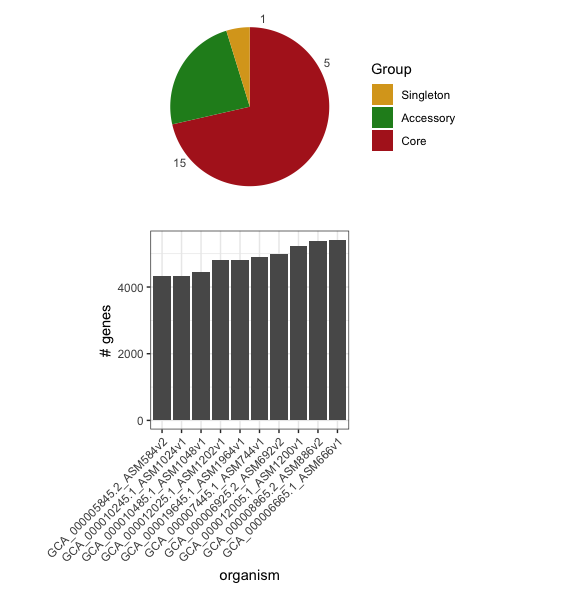 1
5
15
Group
Singleton
Accessory
Core
# genes
4000
2000
0
GCA_000005845.2_ASM584v2
GCA_000010245.1_ASM1024v1
GCA_000010485.1_ASM1048v1
GCA_000012025.1_ASM1202v1
GCA_000019645.1_ASM1964v1
GCA_000007445.1_ASM744v1
GCA_000006925.2_ASM692v2
GCA_000012005.1_ASM1200v1
GCA_000008865.2_ASM886v2
GCA_000006665.1_ASM666v1
organism